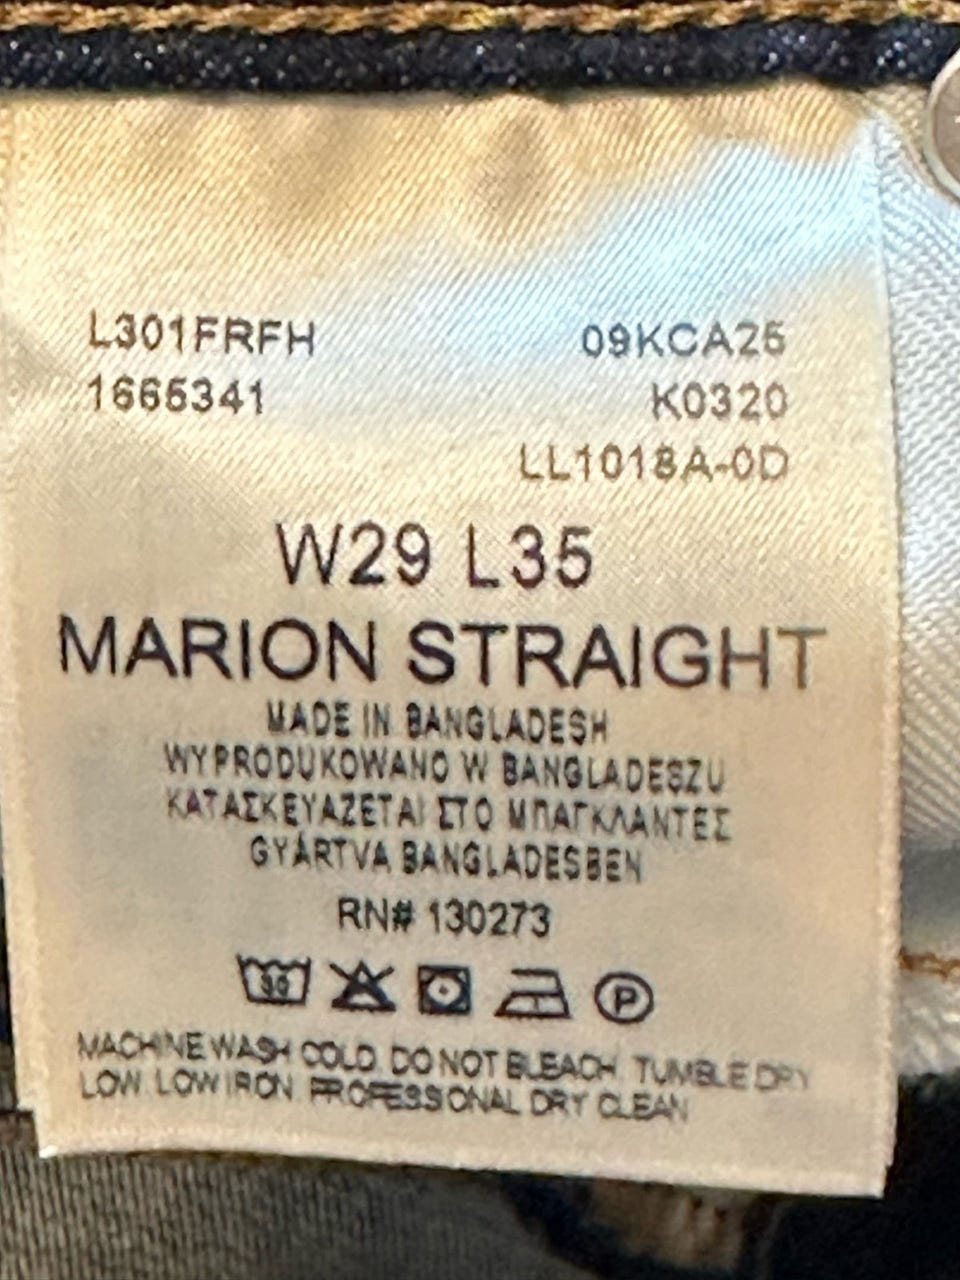 L301FRFH 09KCA25
1665341 K0320
LL1018A-0D
W29 L35
MARION STRAIGHT
MADE IN BANGLADESH
WYPRODUKOWANO W BANGLADESZU
ΚΑΤΑΣΚΕΥΑΖΕΤΑΙ ΣΤΟ ΜΠΑΓΚΛΑΝΤΕΣ
GYÁRTVA BANGLADESBEN
RN# 130273
30 P
MACHINE WASH COLD. DO NOT BLEACH. TUMBLE DRY
LOW. LOW IRON. PROFESSIONAL DRY CLEAN